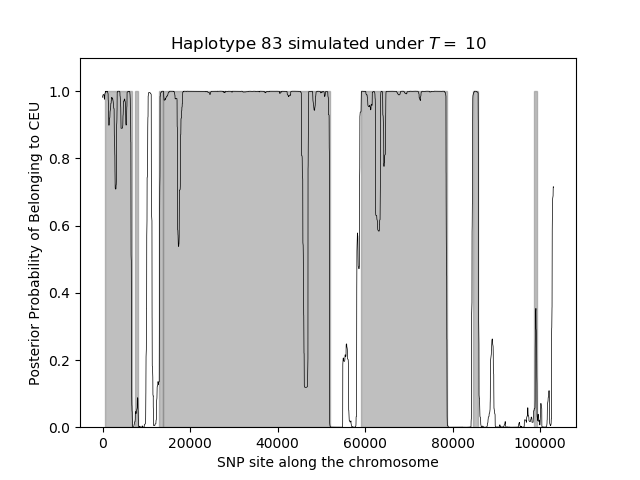 Haplotype 83 simulated under T = 10
Posterior Probability of Belonging to CEU
1.0
0.8
0.6
0.4
0.2
0.0
0 20000 40000 60000 80000 100000
SNP site along the chromosome